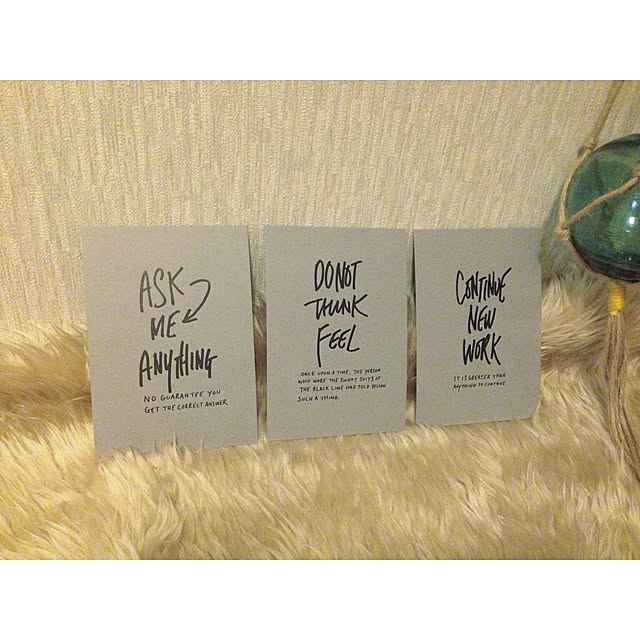 ASK
ME
ANYTHING
NO GUARANTEE YOU
GET THE CORRECT ANSWER
DO NOT
THINK
FEEL
ONCE UPON A TIME, THE PERSON
WHO WORE THE SWEAT SUITS OF
THE BLACK LINE HAD TOLD YELLOW
SUCH A THING.
CONTINUE
NEW
WORK
IT IS GREATER THAN
ANYTHING TO CONTINUE